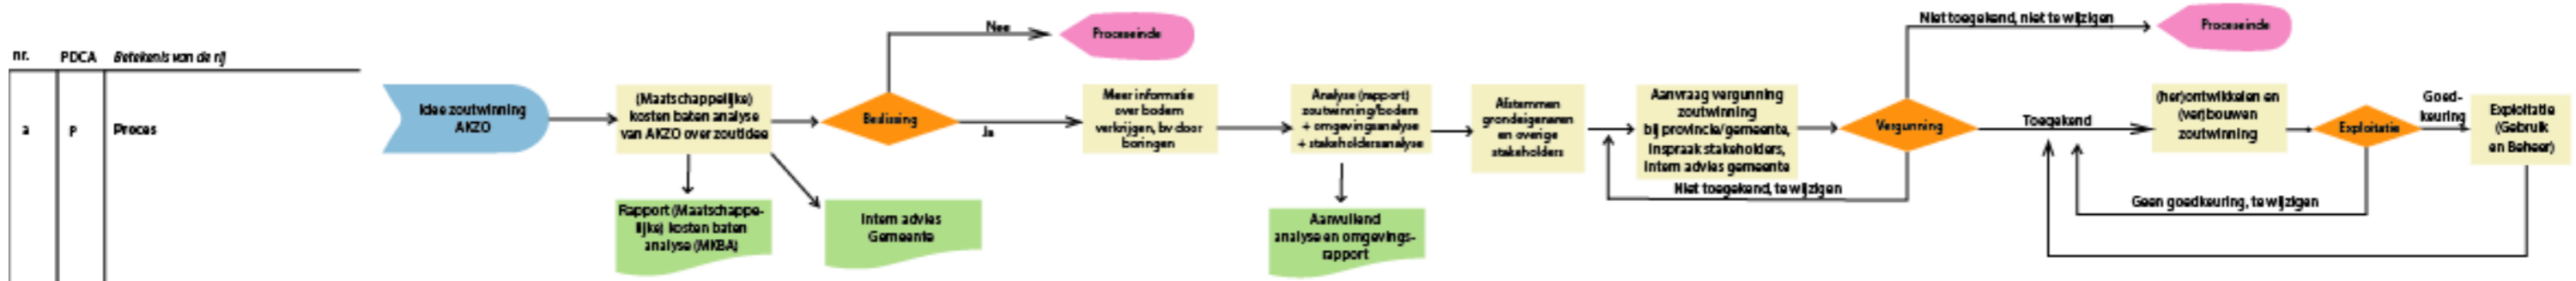 nr.
PDCA
Betekenis van de rij
a
P
Proces
Idee zoutwinning
AKZO
(Maatschappelijke)
kosten baten analyse
van AKZO over zoutidee
Rapport (Maatschappe-
lijke) kosten baten
analyse (MKBA)
Intern advies
Gemeente
Beslissing
Nee
Proceseinde
Ja
Meer informatie
over bodem
verkrijgen, bv door
boringen
Analyse (rapport)
zoutwinning/bodem
+ omgevingsanalyse
+ stakeholdersanalyse
Aanvullend
analyse en omgevings-
rapport
Afstemmen
grondeigenaren
en overige
stakeholders
Aanvraag vergunning
zoutwinning
bij provincie/gemeente,
inspraak stakeholders,
intern advies gemeente
Vergunning
Niet toegekend, niet te wijzigen
Proceseinde
Niet toegekend, te wijzigen
Toegekend
(her)ontwikkelen en
(ver)bouwen
zoutwinning
Exploitatie
Geen goedkeuring, te wijzigen
Goed-
keuring
Exploitatie
(Gebruik
en Beheer)